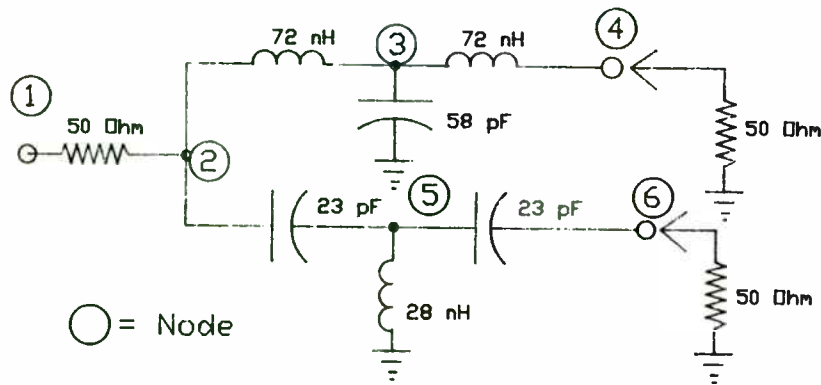 72 nH
3
72 nH
4
1
50 Ohm
58 pF
50 Ohm
2
23 pF
5
23 pF
6
28 nH
50 Ohm
= Node